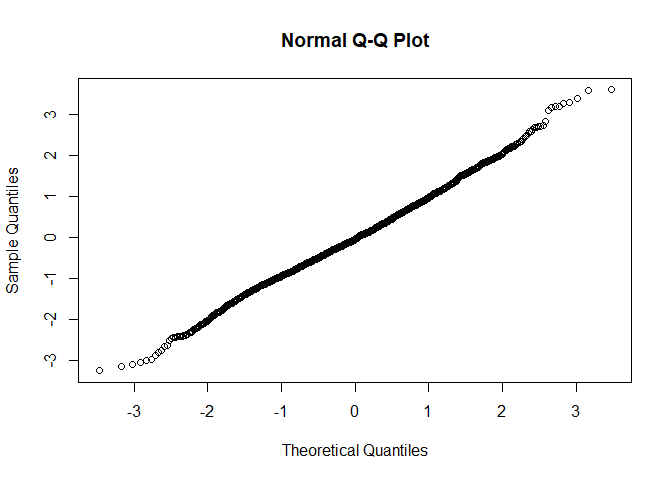 Normal Q-Q Plot
Sample Quantiles
3
2
1
0
-1
-2
-3
-3 -2 -1 0 1 2 3
Theoretical Quantiles